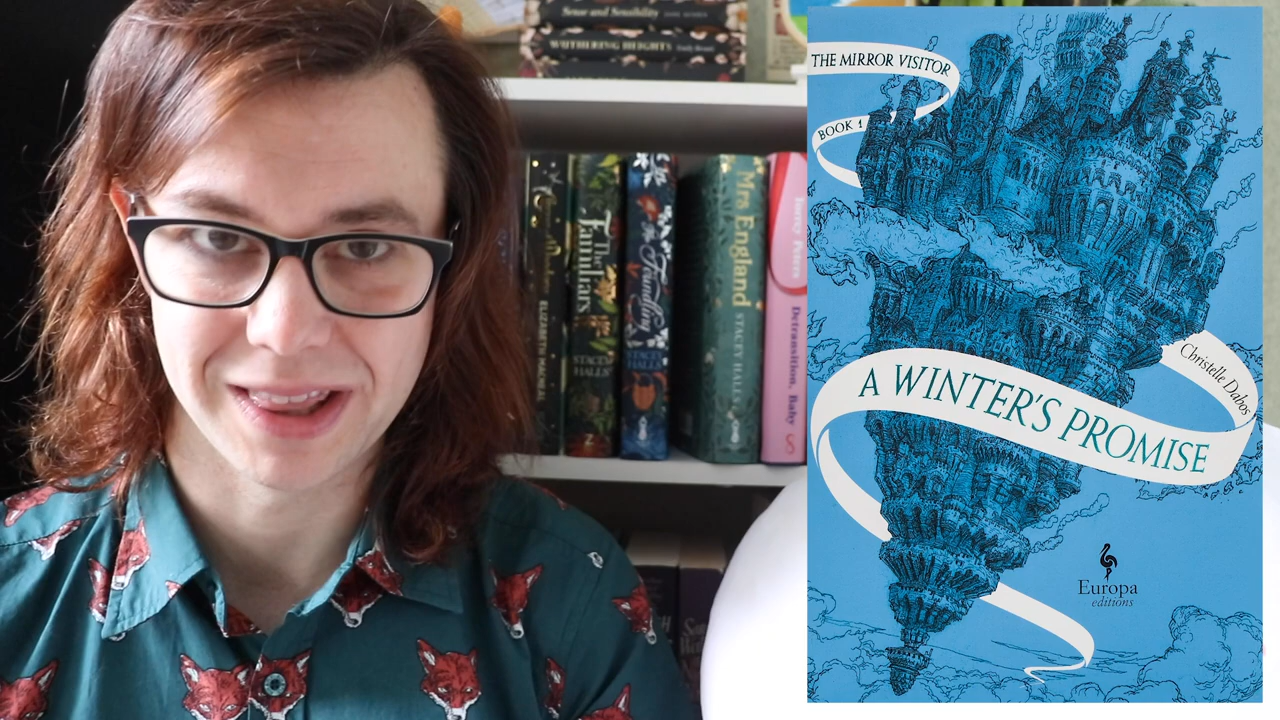 Sense and Sensibility
WUTHERING HEIGHTS
ELIZABETH MACNEAL
The Familiars
STACEY HALLS
The Foundling
STACEY HALLS
Mrs England
STACEY HALLS
Torrey Peters
Detransition, Baby
THE MIRROR VISITOR
BOOK 1
A WINTER'S PROMISE
Christelle Dabos
Europa
editions